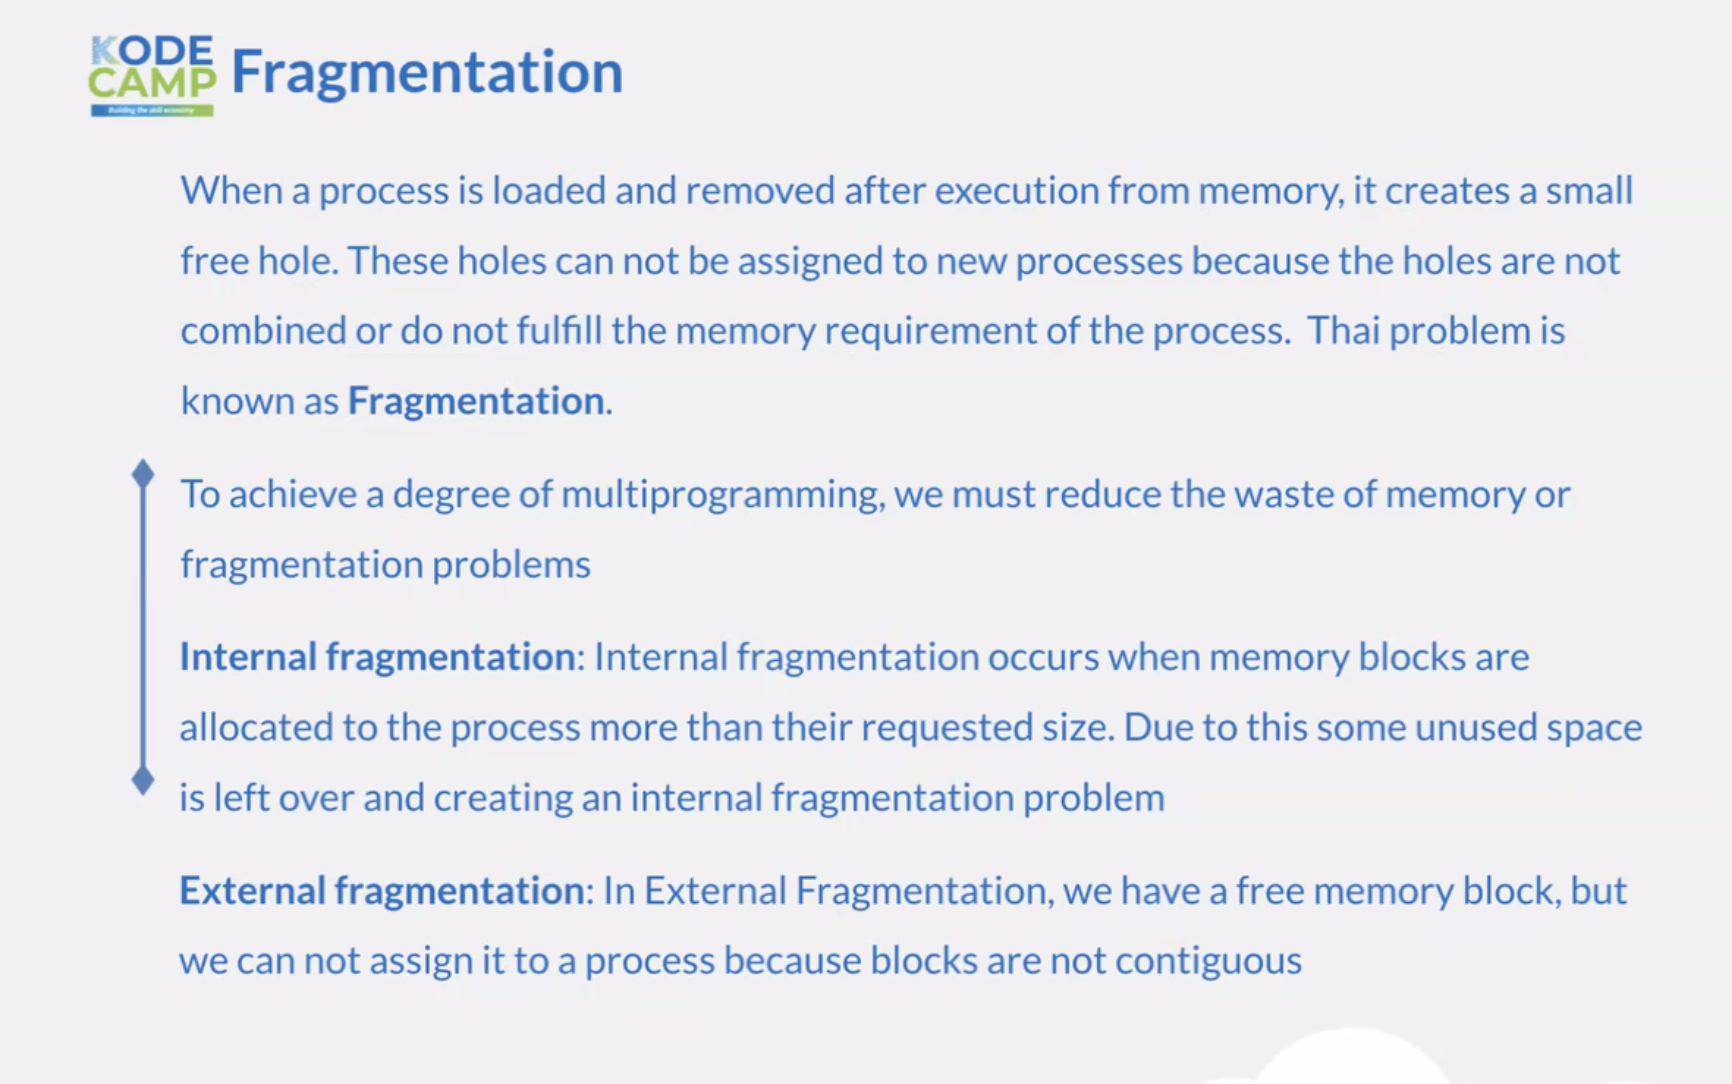 KODE
CAMP
Building the skill economy
Fragmentation
When a process is loaded and removed after execution from memory, it creates a small
free hole. These holes can not be assigned to new processes because the holes are not
combined or do not fulfill the memory requirement of the process. Thai problem is
known as Fragmentation.
To achieve a degree of multiprogramming, we must reduce the waste of memory or
fragmentation problems
Internal fragmentation: Internal fragmentation occurs when memory blocks are
allocated to the process more than their requested size. Due to this some unused space
is left over and creating an internal fragmentation problem
External fragmentation: In External Fragmentation, we have a free memory block, but
we can not assign it to a process because blocks are not contiguous